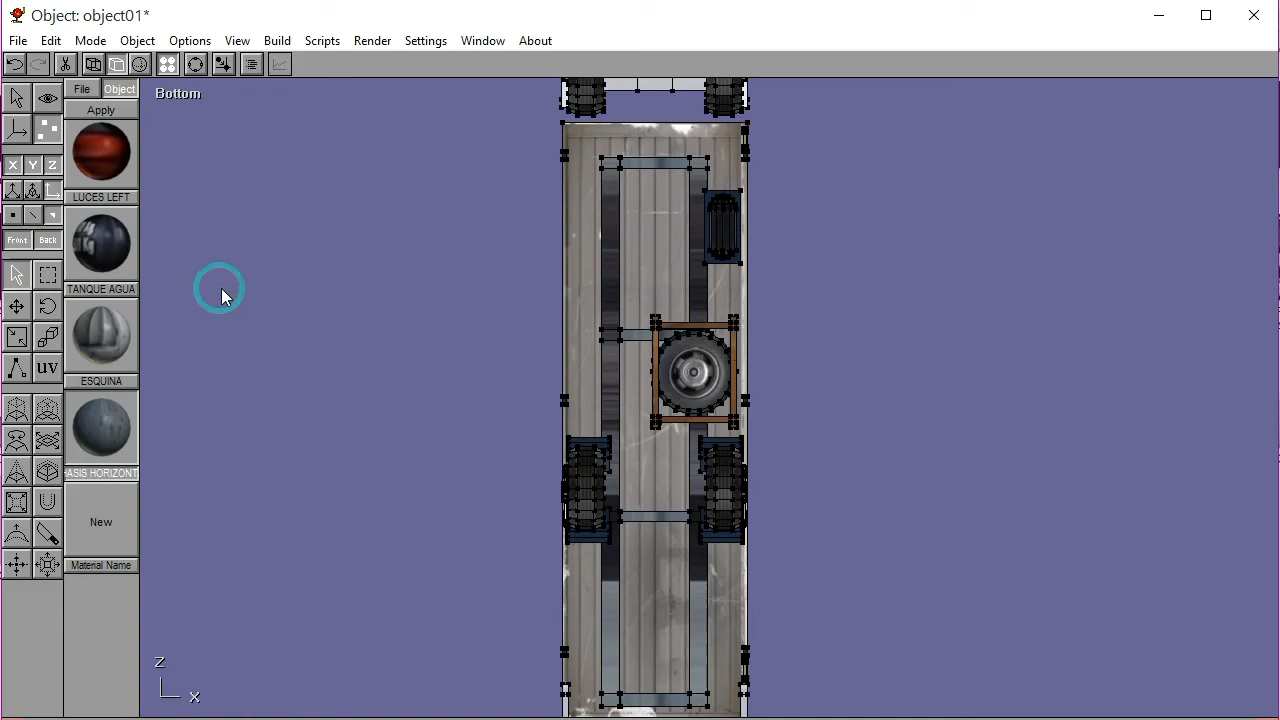 Object: object01*
File Edit Mode Object Options View Build Scripts Render Settings Window About
File Object
Apply
Bottom
LUCES LEFT
X Y Z
Front Back
TANQUE AGUA
uv
ESQUINA
HASIS HORIZONT
New
Material Name
Z
X